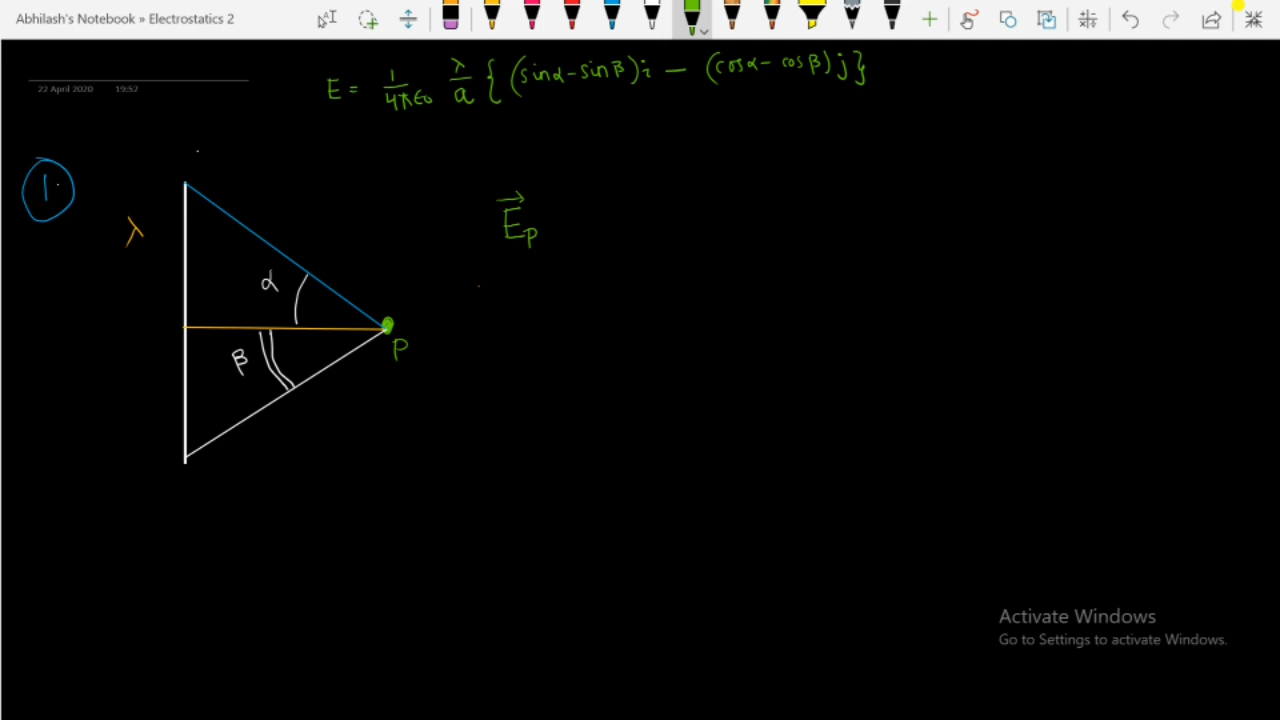 Abhilash's Notebook » Electrostatics 2
E = 1/4πε0 λ/a { (sinα - sinβ)i - (cosα - cosβ)j }
22 April 2020 19:52
1
λ
E⃗p
α
β
P
Activate Windows
Go to Settings to activate Windows.